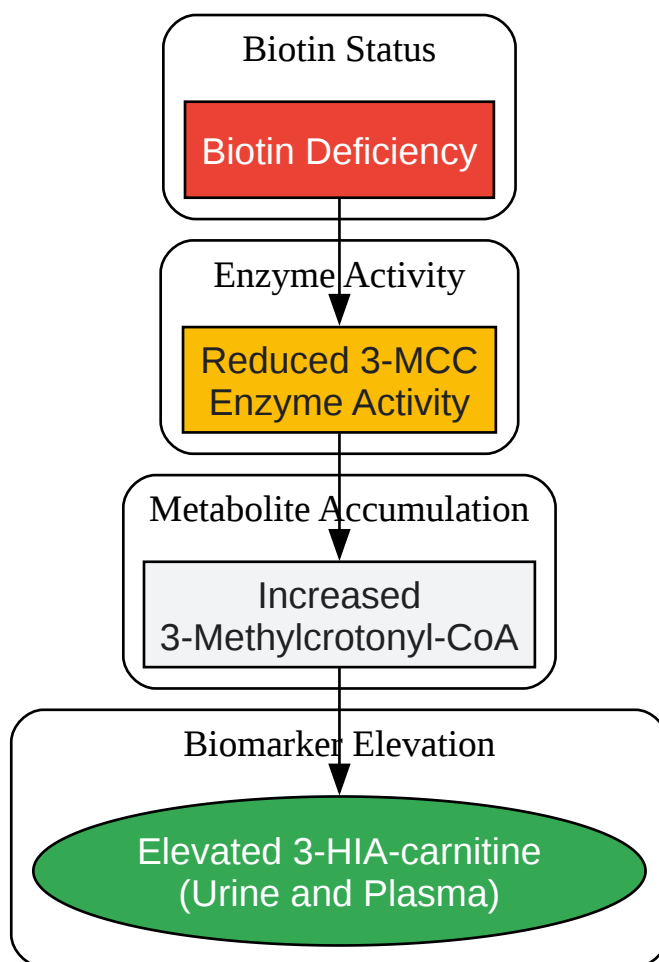 Biotin Status
Biotin Deficiency
Enzyme Activity
Reduced 3-MCC
Enzyme Activity
Metabolite Accumulation
Increased
3-Methylcrotonyl-CoA
Biomarker Elevation
Elevated 3-HIA-carnitine
(Urine and Plasma)